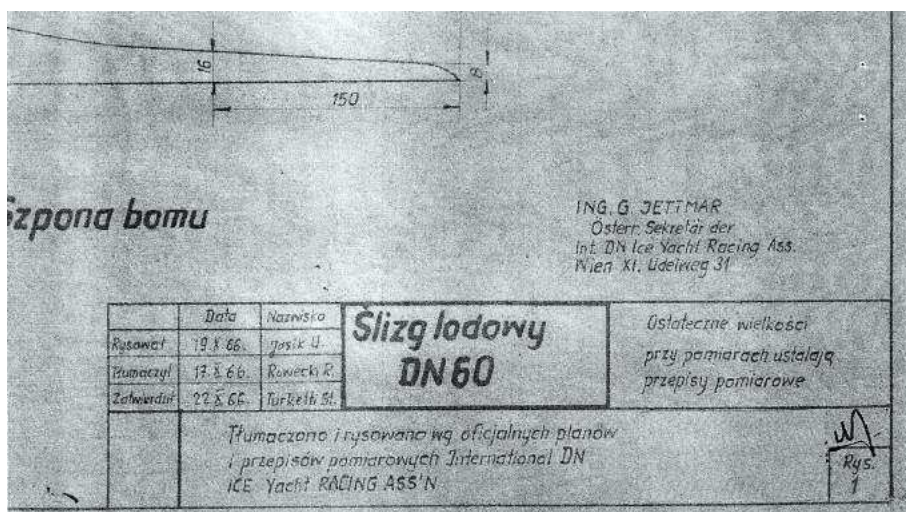 16
8
150
Szpona bomu
ING. G. JETTMAR
Österr. Sekretär der
Int. DN Ice Yacht Racing Ass.
Wien XI, Udelweg 31
Data Nazwisko
Rysował 19.X 66. Jasik U.
Tłumaczył 17.X 66. Rowecki R.
Zatwierdził 22 X 66.
Ślizg lodowy
DN 60
Ostateczne wielkości
przy pomiarach ustalają
przepisy pomiarowe
Tłumaczono i rysowano wg oficjalnych planów
i przepisów pomiarowych International DN
ICE Yacht RACING ASS'N
Rys.
1